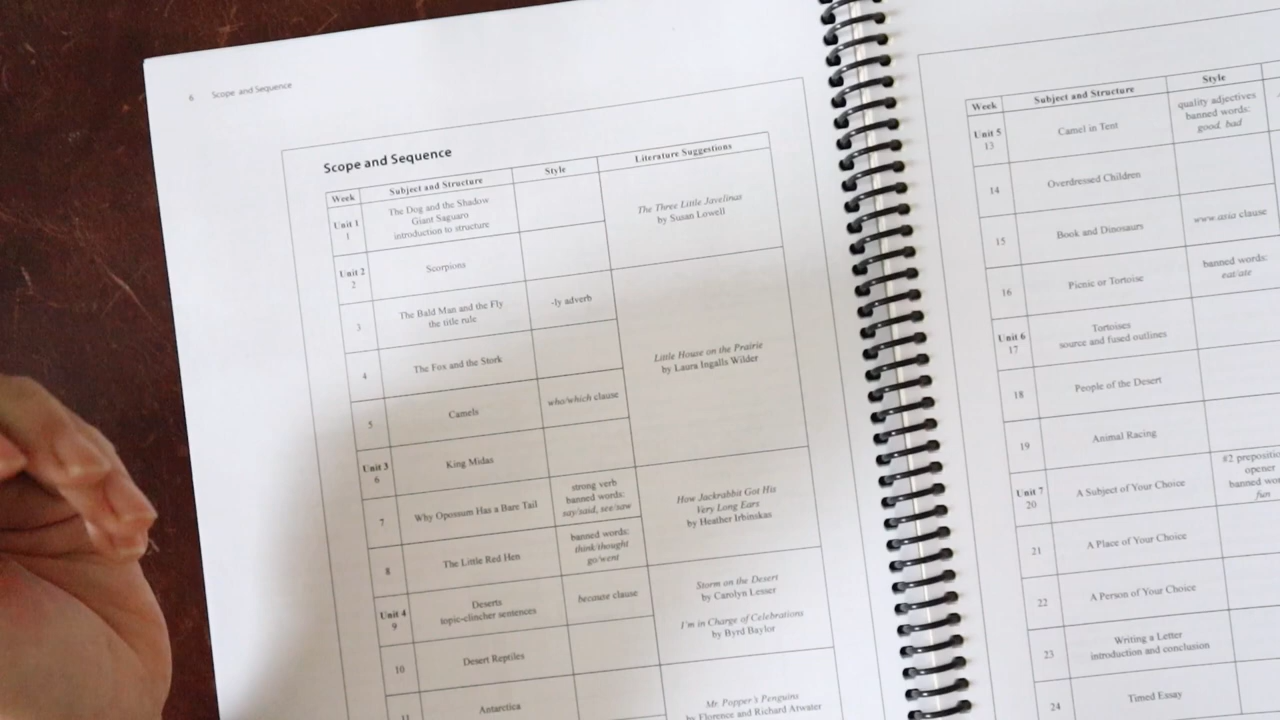 6 Scope and Sequence
Scope and Sequence
Week Subject and Structure Style Literature Suggestions
Unit 1
1
The Dog and the Shadow
Giant Saguaro
introduction to structure
The Three Little Javelinas
by Susan Lowell
Unit 2
2
Scorpions
3
The Bald Man and the Fly
the title rule
-ly adverb
Little House on the Prairie
by Laura Ingalls Wilder
4
The Fox and the Stork
5
Camels
who/which clause
Unit 3
6
King Midas
7
Why Opossum Has a Bare Tail
strong verb
banned words:
say/said, see/saw
How Jackrabbit Got His
Very Long Ears
by Heather Irbinskas
8
The Little Red Hen
banned words:
think/thought
go/went
Unit 4
9
Deserts
topic-clincher sentences
because clause
Storm on the Desert
by Carolyn Lesser
I'm in Charge of Celebrations
by Byrd Baylor
10
Desert Reptiles
11
Antarctica
Mr. Popper's Penguins
by Florence and Richard Atwater
Week Subject and Structure Style
Unit 5
13
Camel in Tent
quality adjectives
banned words:
good, bad
14
Overdressed Children
15
Book and Dinosaurs
www.asia clause
16
Picnic or Tortoise
banned words:
eat/ate
Unit 6
17
Tortoises
source and fused outlines
18
People of the Desert
19
Animal Racing
Unit 7
20
A Subject of Your Choice
#2
opener
banned
fun
21
A Place of Your Choice
22
A Person of Your Choice
23
Writing a Letter
introduction and conclusion
24
Timed Essay